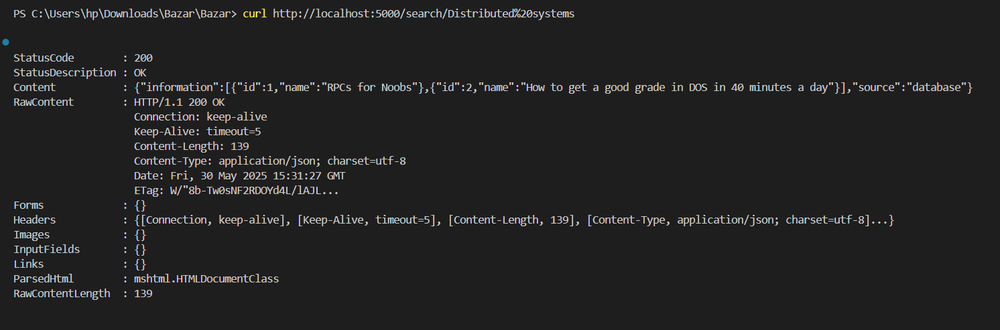 PS C:\Users\hp\Downloads\Bazar\Bazar> curl http://localhost:5000/search/Distributed%20systems
StatusCode        : 200
StatusDescription : OK
Content           : {"information":[{"id":1,"name":"RPCs for Noobs"},{"id":2,"name":"How to get a good grade in DOS in 40 minutes a day"}],"source":"database"}
RawContent        : HTTP/1.1 200 OK
                    Connection: keep-alive
                    Keep-Alive: timeout=5
                    Content-Length: 139
                    Content-Type: application/json; charset=utf-8
                    Date: Fri, 30 May 2025 15:31:27 GMT
                    ETag: W/"8b-Tw0sNF2RDOYd4L/lAJL...
Forms             : {}
Headers           : {[Connection, keep-alive], [Keep-Alive, timeout=5], [Content-Length, 139], [Content-Type, application/json; charset=utf-8]...}
Images            : {}
InputFields       : {}
Links             : {}
ParsedHtml        : mshtml.HTMLDocumentClass
RawContentLength  : 139